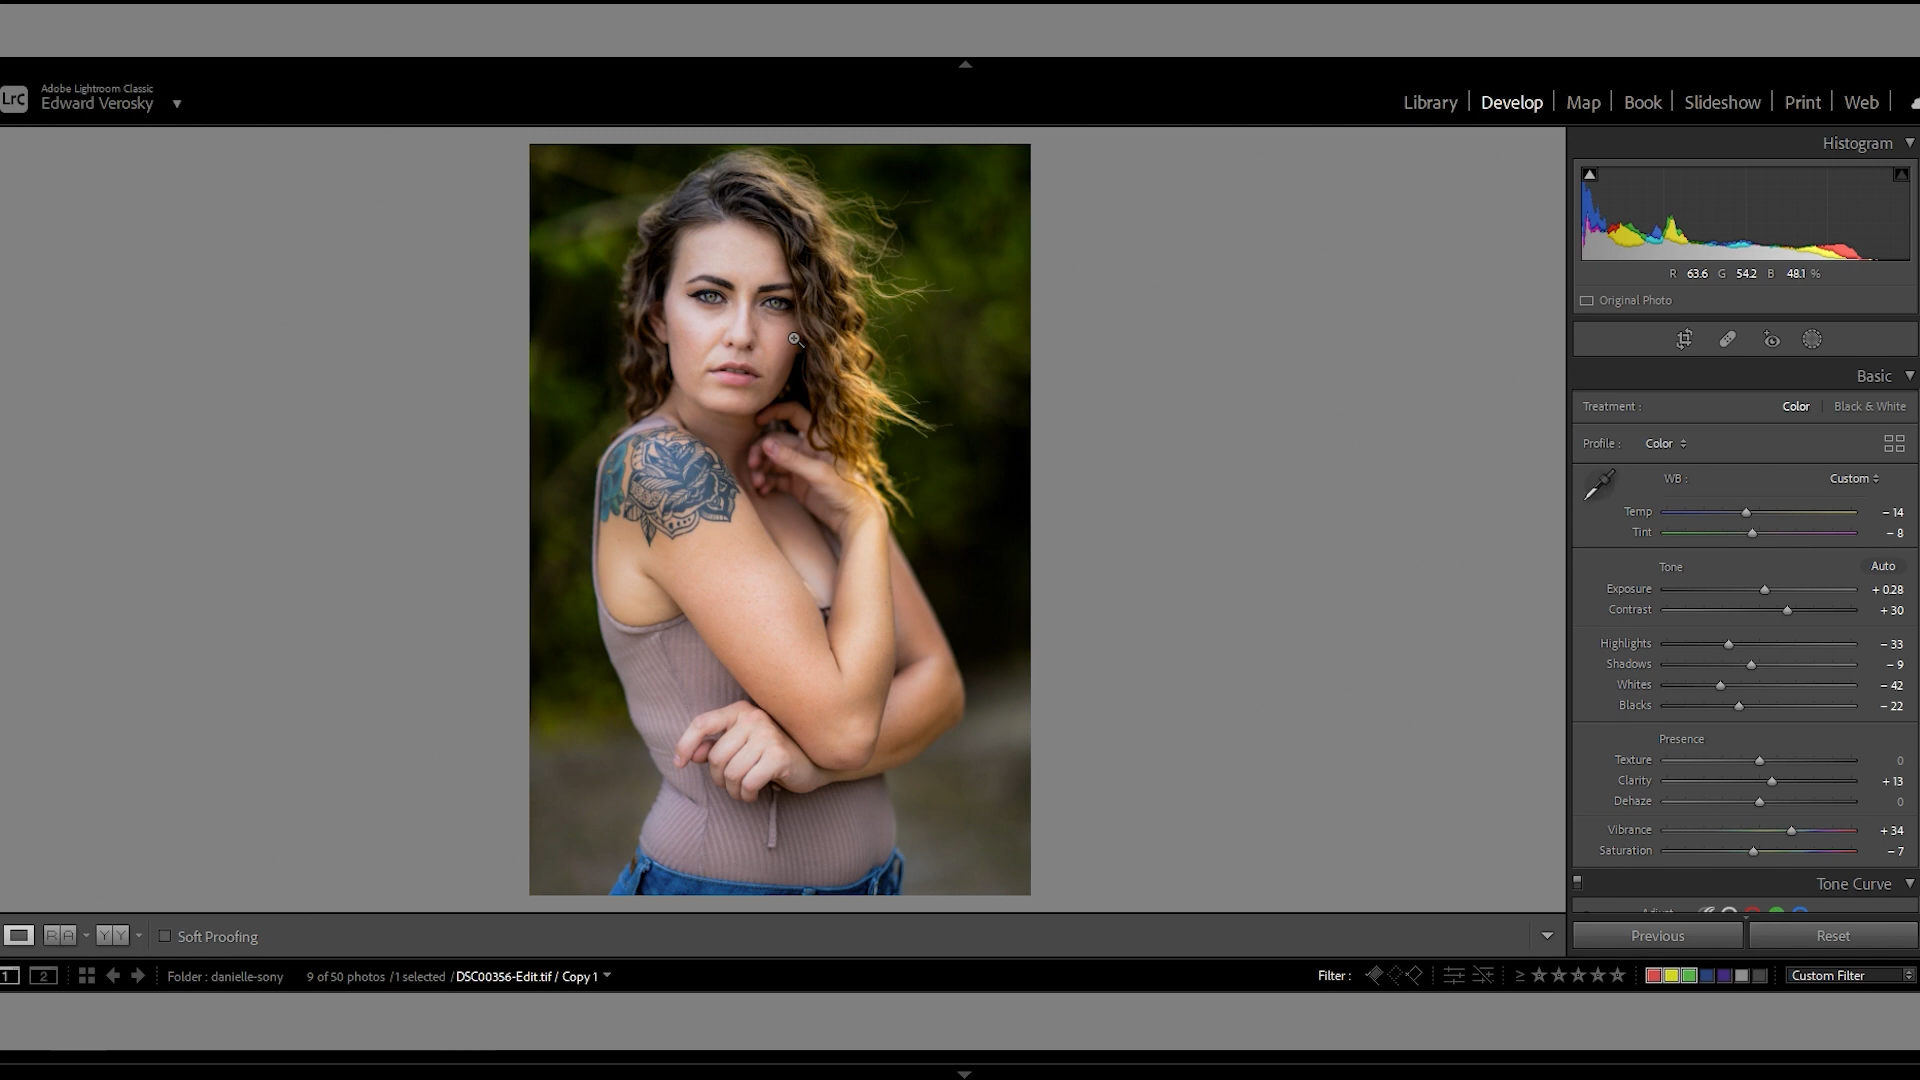 LrC
Adobe Lightroom Classic
Edward Verosky
Library | Develop | Map | Book | Slideshow | Print | Web |
Histogram
R 63.6 G 54.2 B 48.1 %
Original Photo
Basic
Treatment : Color Black & White
Profile : Color
WB : Custom
Temp - 14
Tint - 8
Tone Auto
Exposure + 0.28
Contrast + 30
Highlights - 33
Shadows - 9
Whites - 42
Blacks - 22
Presence
Texture 0
Clarity + 13
Dehaze 0
Vibrance + 34
Saturation - 7
Tone Curve
Adjust
Previous Reset
R A Y Y Soft Proofing
1 2 Folder : danielle-sony 9 of 50 photos / 1 selected / DSC00356-Edit.tif / Copy 1 Filter : ≥ ★★★★★ Custom Filter